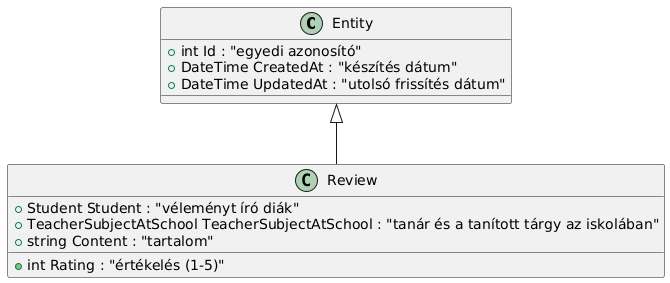 C Entity
int Id : "egyedi azonosító"
DateTime CreatedAt : "készítés dátum"
DateTime UpdatedAt : "utolsó frissítés dátum"
C Review
Student Student : "véleményt író diák"
TeacherSubjectAtSchool TeacherSubjectAtSchool : "tanár és a tanított tárgy az iskolában"
string Content : "tartalom"
int Rating : "értékelés (1-5)"